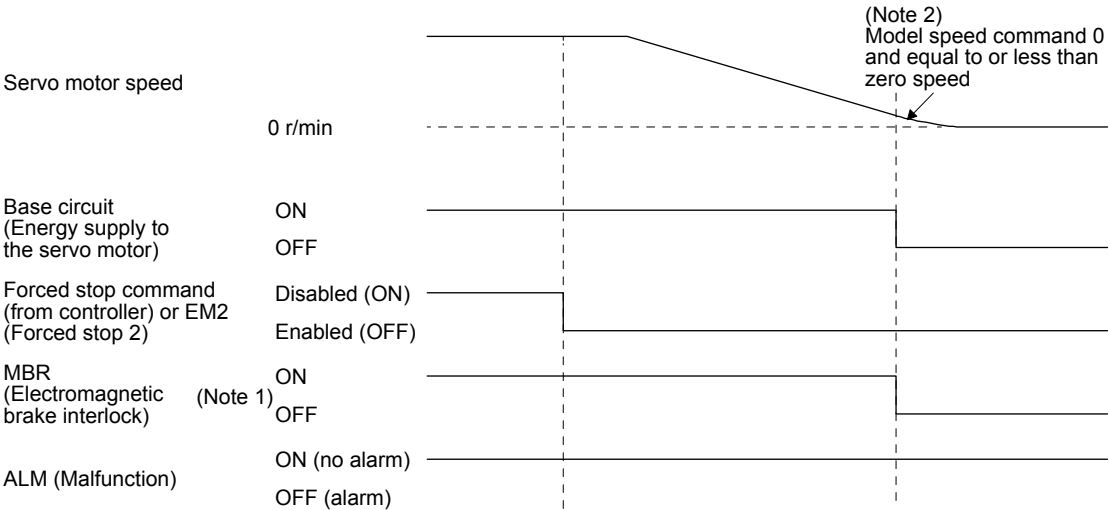 (Note 2)
Model speed command 0
and equal to or less than
zero speed
Servo motor speed
0 r/min
Base circuit
(Energy supply to
the servo motor)
ON
OFF
Forced stop command
(from controller) or EM2
(Forced stop 2)
Disabled (ON)
Enabled (OFF)
MBR
(Electromagnetic
brake interlock)
(Note 1)
ON
OFF
ALM (Malfunction)
ON (no alarm)
OFF (alarm)